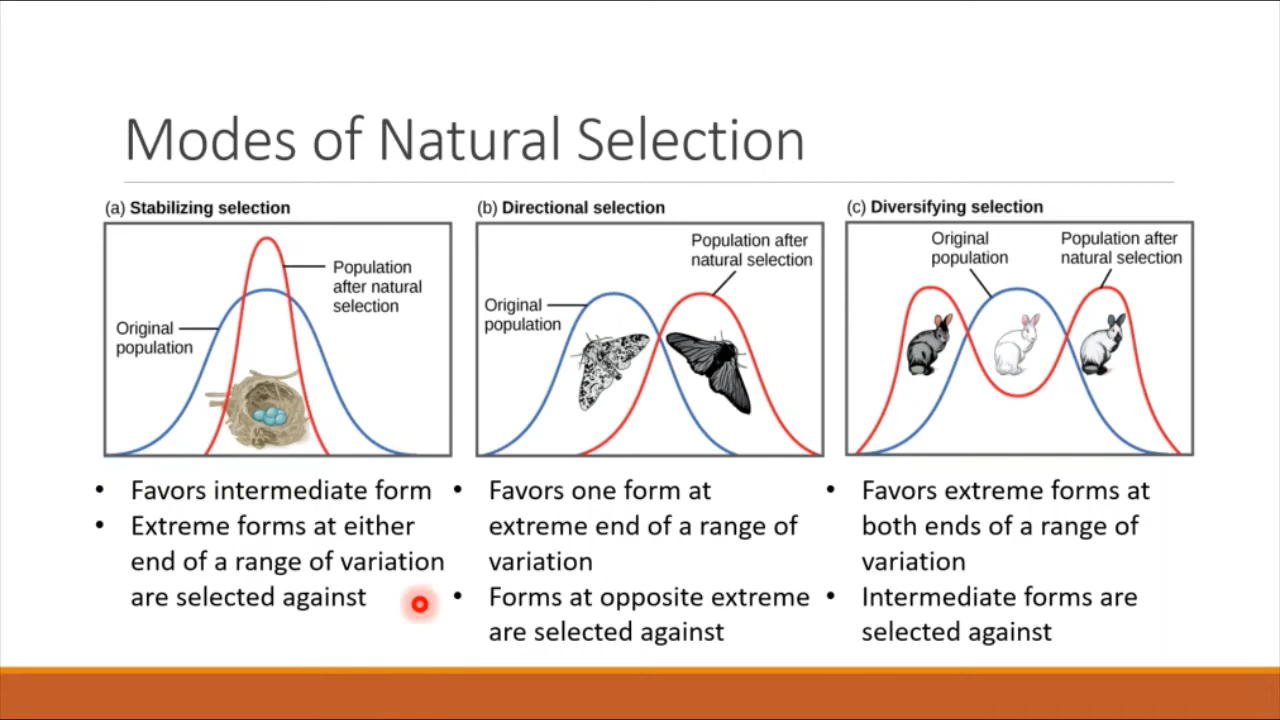 Modes of Natural Selection
(a) Stabilizing selection
Population
after natural
selection
Original
population
(b) Directional selection
Population after
natural selection
Original
population
(c) Diversifying selection
Original
population
Population after
natural selection
• Favors intermediate form
• Extreme forms at either
end of a range of variation
are selected against
• Favors one form at
extreme end of a range of
variation
• Forms at opposite extreme
are selected against
• Favors extreme forms at
both ends of a range of
variation
• Intermediate forms are
selected against